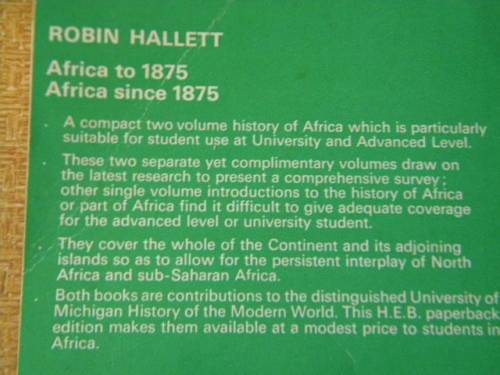 ROBIN HALLETT
Africa to 1875
Africa since 1875
. A compact two volume history of Africa which is particularly
suitable for student use at University and Advanced Level.
. These two separate yet complimentary volumes draw on
the latest research to present a comprehensive survey;
other single volume introductions to the history of Africa
or part of Africa find it difficult to give adequate coverage
for the advanced level or university student.
. They cover the whole of the Continent and its adjoining
islands so as to allow for the persistent interplay of North
Africa and sub-Saharan Africa.
. Both books are contributions to the distinguished University of
Michigan History of the Modern World. This H.E.B. paperback
edition makes them available at a modest price to students in
Africa.